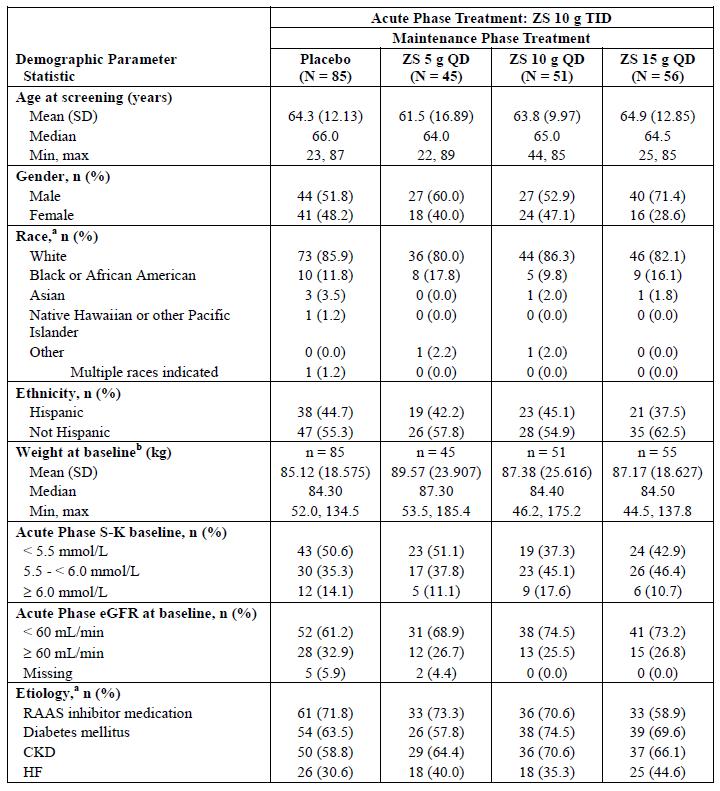 Acute Phase Treatment: ZS 10 g TID
Maintenance Phase Treatment
Demographic Parameter Statistic Placebo (N = 85) ZS 5 g QD (N = 45) ZS 10 g QD (N = 51) ZS 15 g QD (N = 56)
Age at screening (years)
Mean (SD) 64.3 (12.13) 61.5 (16.89) 63.8 (9.97) 64.9 (12.85)
Median 66.0 64.0 65.0 64.5
Min, max 23, 87 22, 89 44, 85 25, 85
Gender, n (%)
Male 44 (51.8) 27 (60.0) 27 (52.9) 40 (71.4)
Female 41 (48.2) 18 (40.0) 24 (47.1) 16 (28.6)
Race,a n (%)
White 73 (85.9) 36 (80.0) 44 (86.3) 46 (82.1)
Black or African American 10 (11.8) 8 (17.8) 5 (9.8) 9 (16.1)
Asian 3 (3.5) 0 (0.0) 1 (2.0) 1 (1.8)
Native Hawaiian or other Pacific 1 (1.2) 0 (0.0) 0 (0.0) 0 (0.0)
Islander
Other 0 (0.0) 1 (2.2) 1 (2.0) 0 (0.0)
Multiple races indicated 1 (1.2) 0 (0.0) 0 (0.0) 0 (0.0)
Ethnicity, n (%)
Hispanic 38 (44.7) 19 (42.2) 23 (45.1) 21 (37.5)
Not Hispanic 47 (55.3) 26 (57.8) 28 (54.9) 35 (62.5)
Weight at baselineb (kg) n = 85 n = 45 n = 51 n = 55
Mean (SD) 85.12 (18.575) 89.57 (23.907) 87.38 (25.616) 87.17 (18.627)
Median 84.30 87.30 84.40 84.50
Min, max 52.0, 134.5 53.5, 185.4 46.2, 175.2 44.5, 137.8
Acute Phase S-K baseline, n (%)
< 5.5 mmol/L 43 (50.6) 23 (51.1) 19 (37.3) 24 (42.9)
5.5 - < 6.0 mmol/L 30 (35.3) 17 (37.8) 23 (45.1) 26 (46.4)
≥ 6.0 mmol/L 12 (14.1) 5 (11.1) 9 (17.6) 6 (10.7)
Acute Phase eGFR at baseline, n (%)
< 60 mL/min 52 (61.2) 31 (68.9) 38 (74.5) 41 (73.2)
≥ 60 mL/min 28 (32.9) 12 (26.7) 13 (25.5) 15 (26.8)
Missing 5 (5.9) 2 (4.4) 0 (0.0) 0 (0.0)
Etiology,a n (%)
RAAS inhibitor medication 61 (71.8) 33 (73.3) 36 (70.6) 33 (58.9)
Diabetes mellitus 54 (63.5) 26 (57.8) 38 (74.5) 39 (69.6)
CKD 50 (58.8) 29 (64.4) 36 (70.6) 37 (66.1)
HF 26 (30.6) 18 (40.0) 18 (35.3) 25 (44.6)